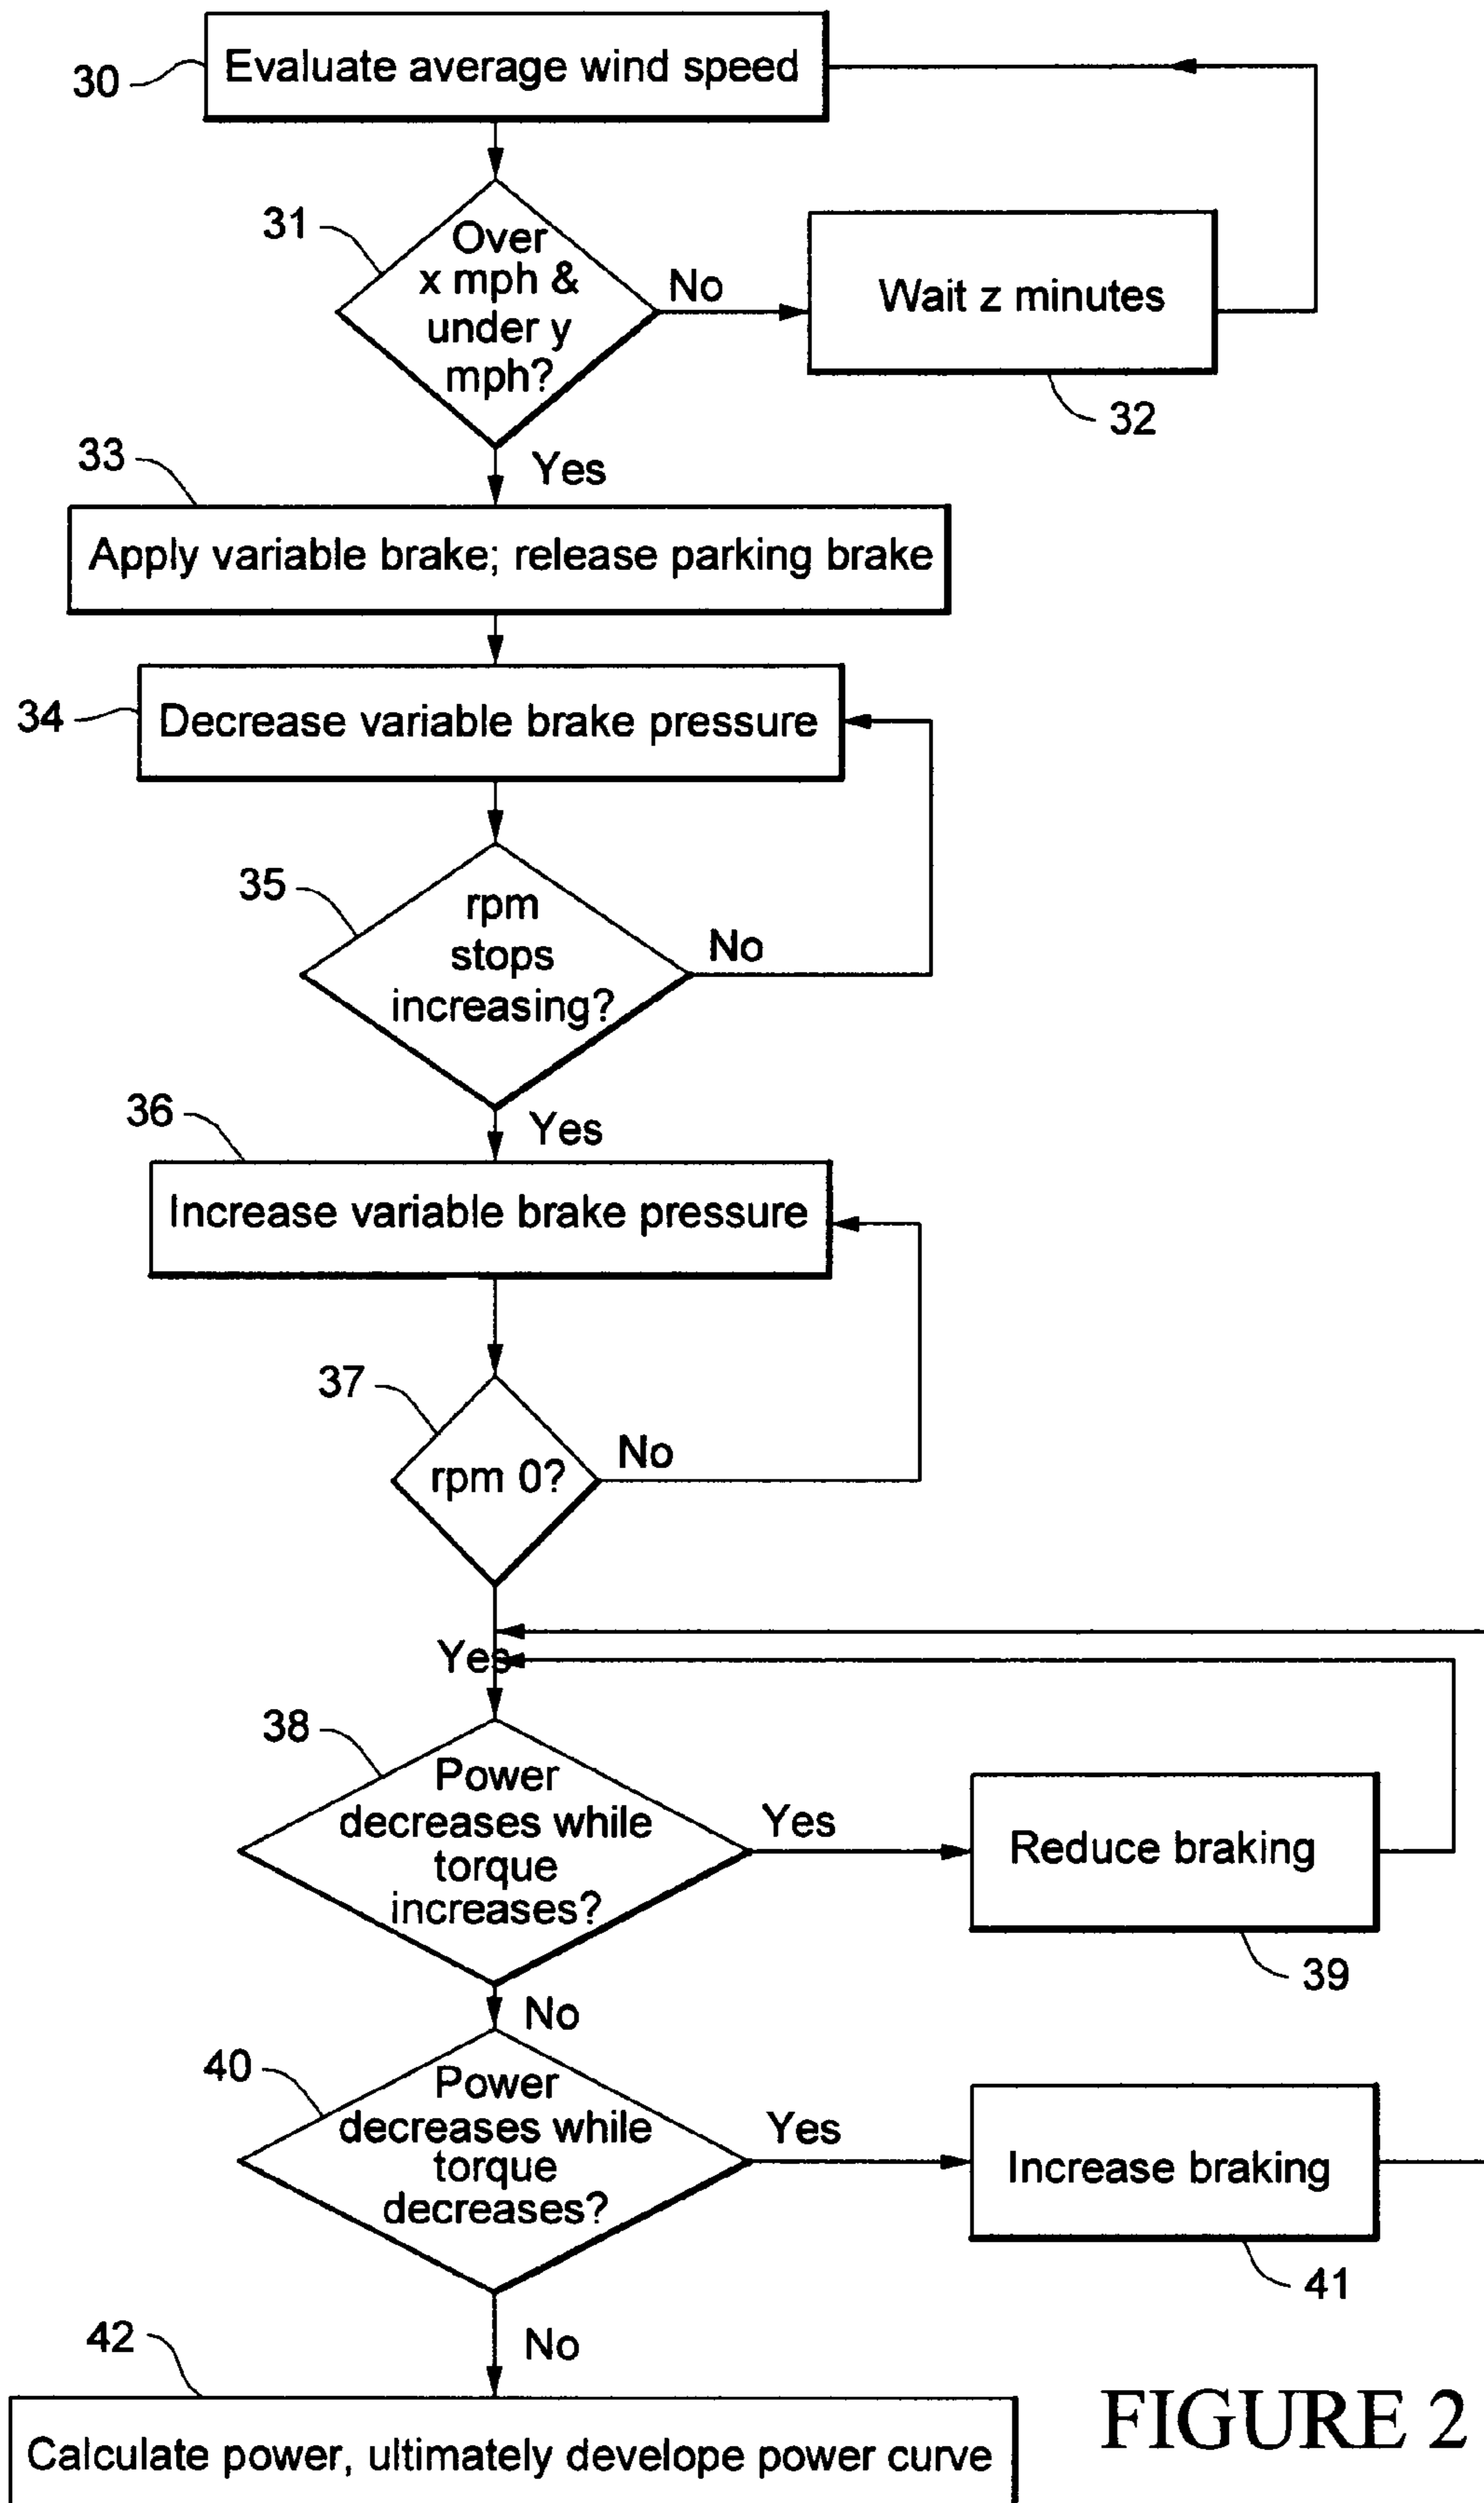 30
Evaluate average wind speed
31
Over
x mph &
under y
mph?
No
Wait z minutes
32
Yes
33
Apply variable brake; release parking brake
34
Decrease variable brake pressure
35
rpm
stops
increasing?
No
Yes
36
Increase variable brake pressure
37
rpm 0?
No
Yes
38
Power
decreases while
torque
increases?
Yes
Reduce braking
39
No
40
Power
decreases while
torque
decreases?
Yes
Increase braking
41
No
42
Calculate power, ultimately develope power curve
FIGURE 2